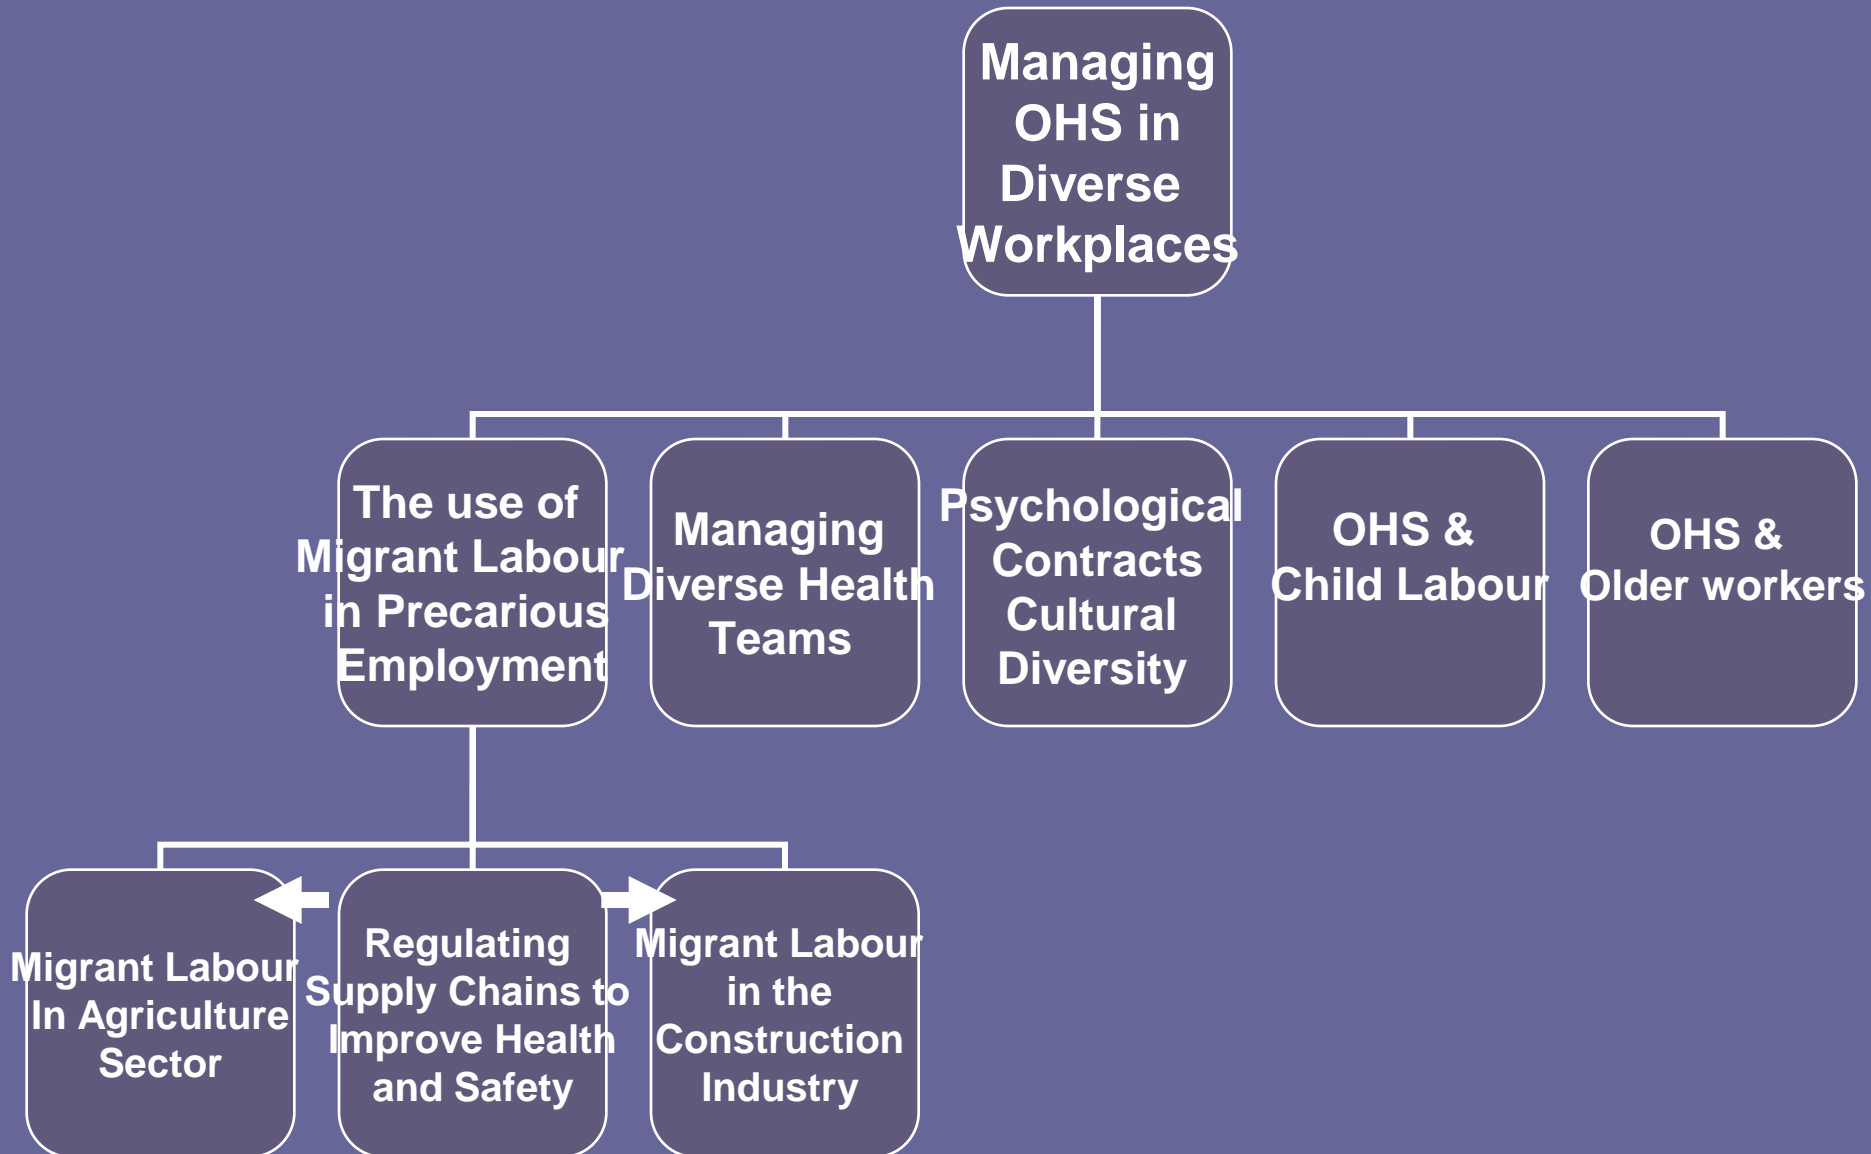 Managing
OHS in
Diverse
Workplaces
The use of
Migrant Labour
in Precarious
Employment
Managing
Diverse Health
Teams
Psychological
Contracts
Cultural
Diversity
OHS &
Child Labour
OHS &
Older workers
Migrant Labour
In Agriculture
Sector
Regulating
Supply Chains to
Improve Health
and Safety
Migrant Labour
in the
Construction
Industry